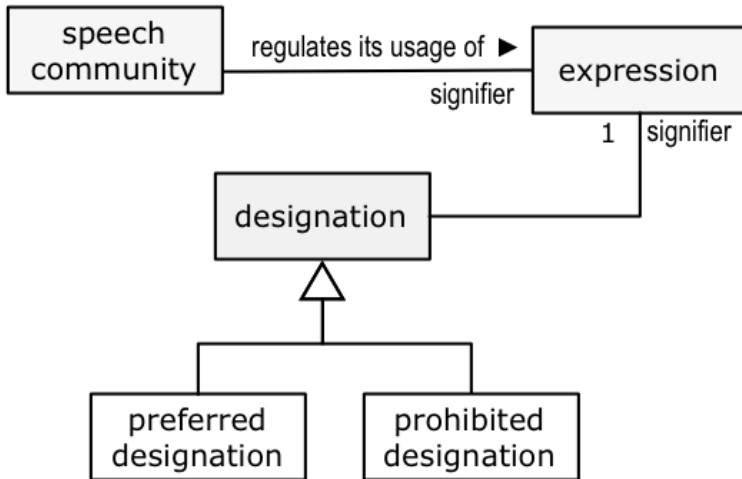 speech
community
regulates its usage of ►
signifier
expression
1
signifier
designation
preferred
designation
prohibited
designation